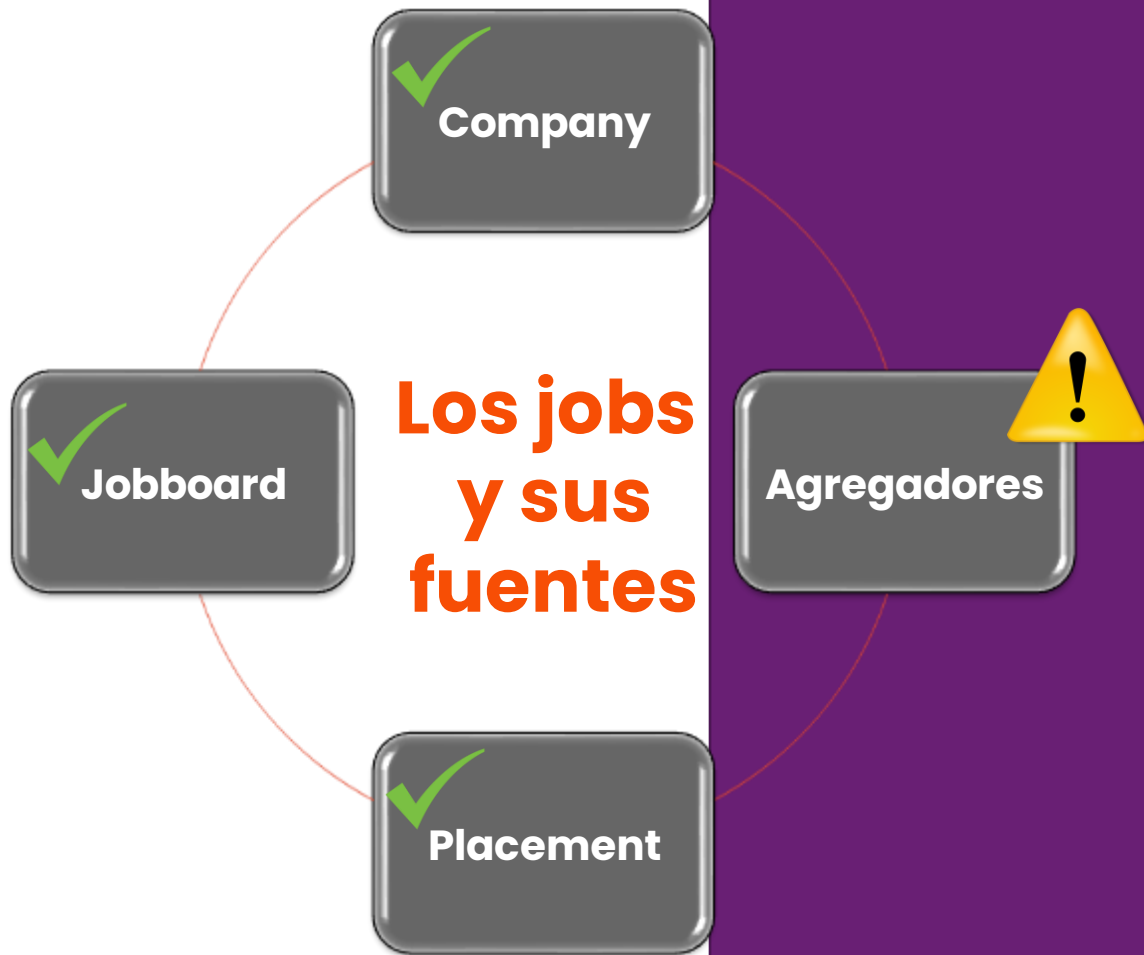 Company
Jobboard
Los jobs
y sus
fuentes
Agregadores
Placement